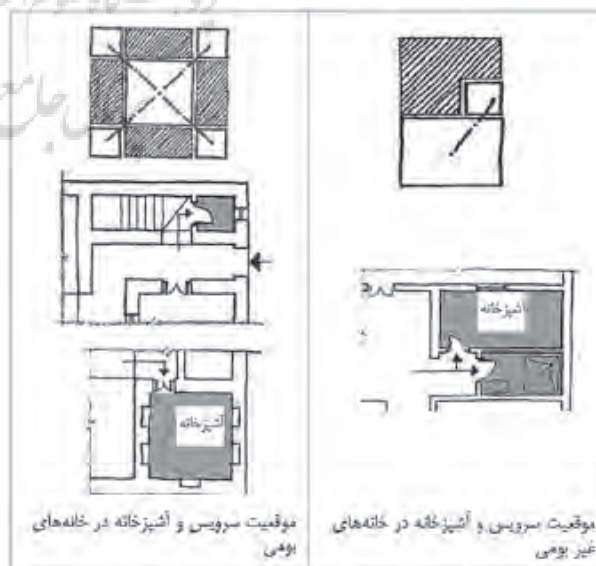 آشپزخانه
موقعیت سرویس و آشپزخانه در خانه‌های
غیر بومی
آشپزخانه
موقعیت سرویس و آشپزخانه در خانه‌های
بومی